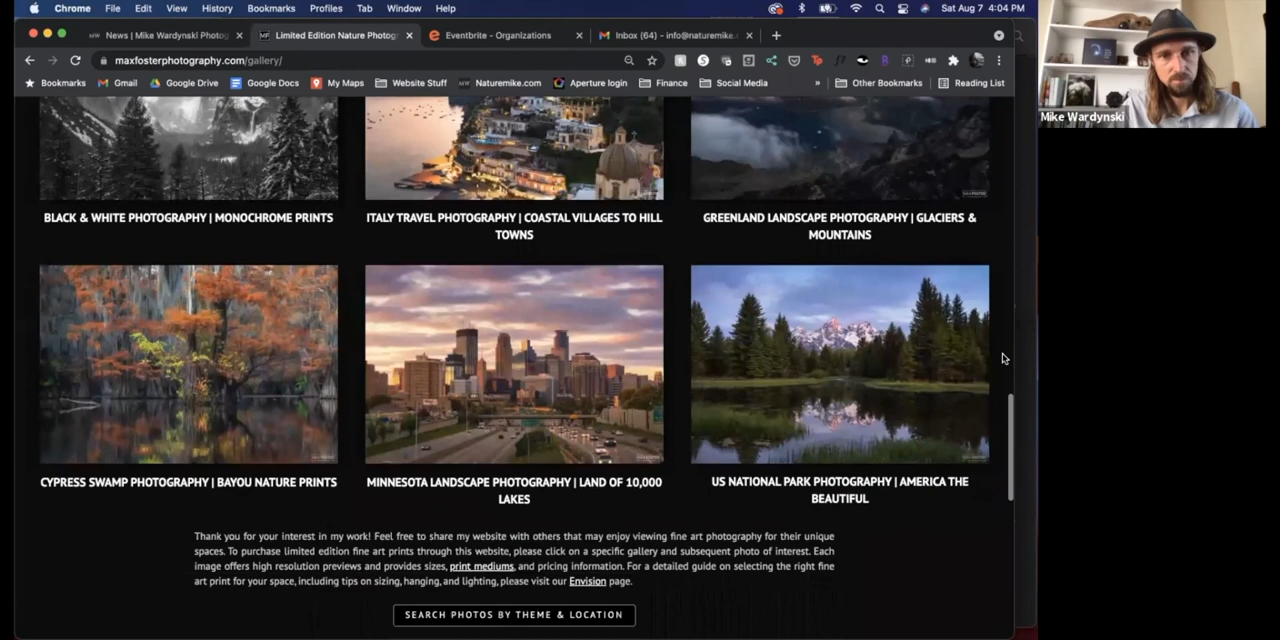 Chrome File Edit View History Bookmarks Profiles Tab Window Help
Sat Aug 7 4:04 PM
News | Mike Wardynski Photog
Limited Edition Nature Photogr
Eventbrite - Organizations
Inbox (64) - info@naturemike.c
maxfosterphotography.com/gallery/
Bookmarks Gmail Google Drive Google Docs My Maps Website Stuff Naturemike.com Aperture login Finance Social Media » Other Bookmarks Reading List
Mike Wardynski
BLACK & WHITE PHOTOGRAPHY | MONOCHROME PRINTS
ITALY TRAVEL PHOTOGRAPHY | COASTAL VILLAGES TO HILL
TOWNS
GREENLAND LANDSCAPE PHOTOGRAPHY | GLACIERS &
MOUNTAINS
CYPRESS SWAMP PHOTOGRAPHY | BAYOU NATURE PRINTS
MINNESOTA LANDSCAPE PHOTOGRAPHY | LAND OF 10,000
LAKES
US NATIONAL PARK PHOTOGRAPHY | AMERICA THE
BEAUTIFUL
Thank you for your interest in my work! Feel free to share my website with others that may enjoy viewing fine art photography for their unique
spaces. To purchase limited edition fine art prints through this website, please click on a specific gallery and subsequent photo of interest. Each
image offers high resolution previews and provides sizes, print mediums, and pricing information. For a detailed guide on selecting the right fine
art print for your space, including tips on sizing, hanging, and lighting, please visit our Envision page.
SEARCH PHOTOS BY THEME & LOCATION